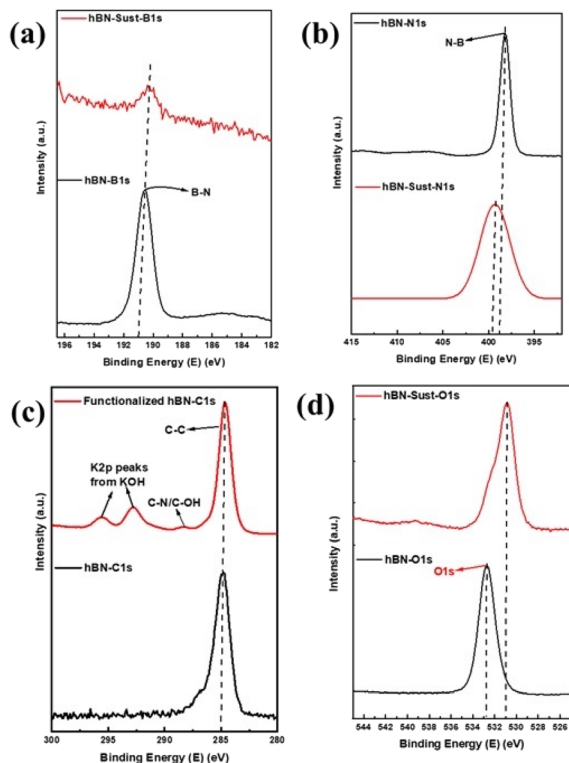 (a)
hBN-Sust-B1s
hBN-B1s
B-N
Intensity (a.u.)
196 194 192 190 188 186 184 182
Binding Energy (E) (eV)
(b)
hBN-N1s
N-B
hBN-Sust-N1s
Intensity (a.u.)
415 410 405 400 395
Binding Energy (E) (eV)
(c)
Functionalized hBN-C1s
C-C
K2p peaks
from KOH
C-N/C-OH
hBN-C1s
Intensity (a.u.)
300 295 290 285 280
Binding Energy (E) (eV)
(d)
hBN-Sust-O1s
hBN-O1s
O1s
Intensity (a.u.)
544 542 540 538 536 534 532 530 528 526 524
Binding Energy (E) (eV)